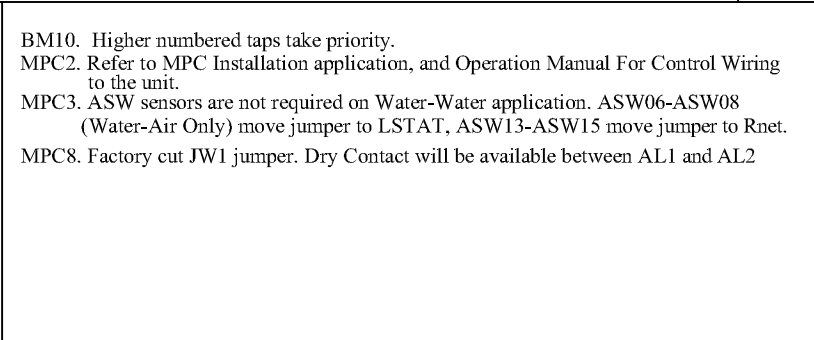 BM10. Higher numbered taps take priority.
MPC2. Refer to MPC Installation application, and Operation Manual For Control Wiring
to the unit.
MPC3. ASW sensors are not required on Water-Water application. ASW06-ASW08
(Water-Air Only) move jumper to LSTAT, ASW13-ASW15 move jumper to Rnet.
MPC8. Factory cut JW1 jumper. Dry Contact will be available between AL1 and AL2